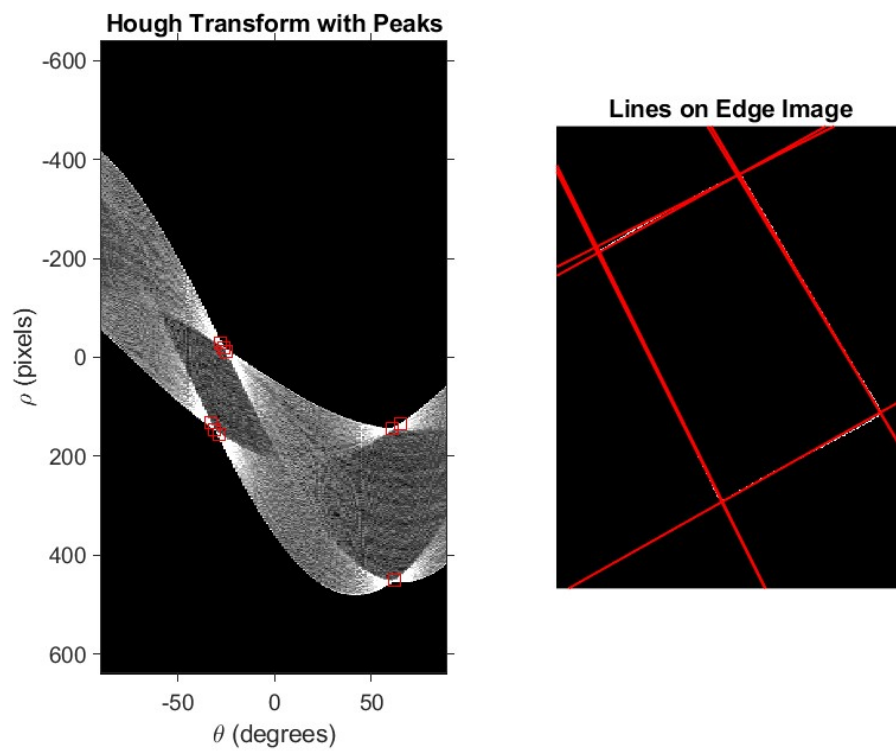 Hough Transform with Peaks
-600
-400
-200
0
200
400
600
ρ (pixels)
-50
0
50
θ (degrees)
Lines on Edge Image